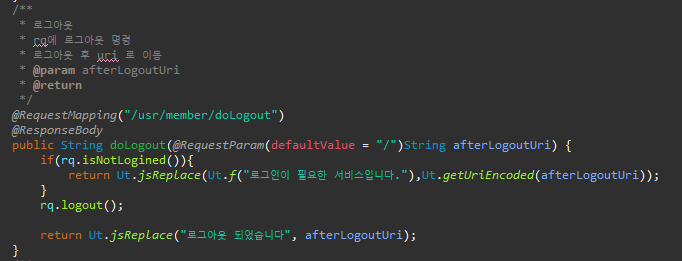 /**
 * 로그아웃
 * rq에 로그아웃 명령
 * 로그아웃 후 uri 로 이동
 * @param afterLogoutUri
 * @return
 */
@RequestMapping("/usr/member/doLogout")
@ResponseBody
public String doLogout(@RequestParam(defaultValue = "/")String afterLogoutUri) {
    if(rq.isNotLogined()){
        return Ut.jsReplace(Ut.f("로그인이 필요한 서비스입니다."),Ut.getUriEncoded(afterLogoutUri));
    }
    rq.logout();

    return Ut.jsReplace("로그아웃 되었습니다", afterLogoutUri);
}